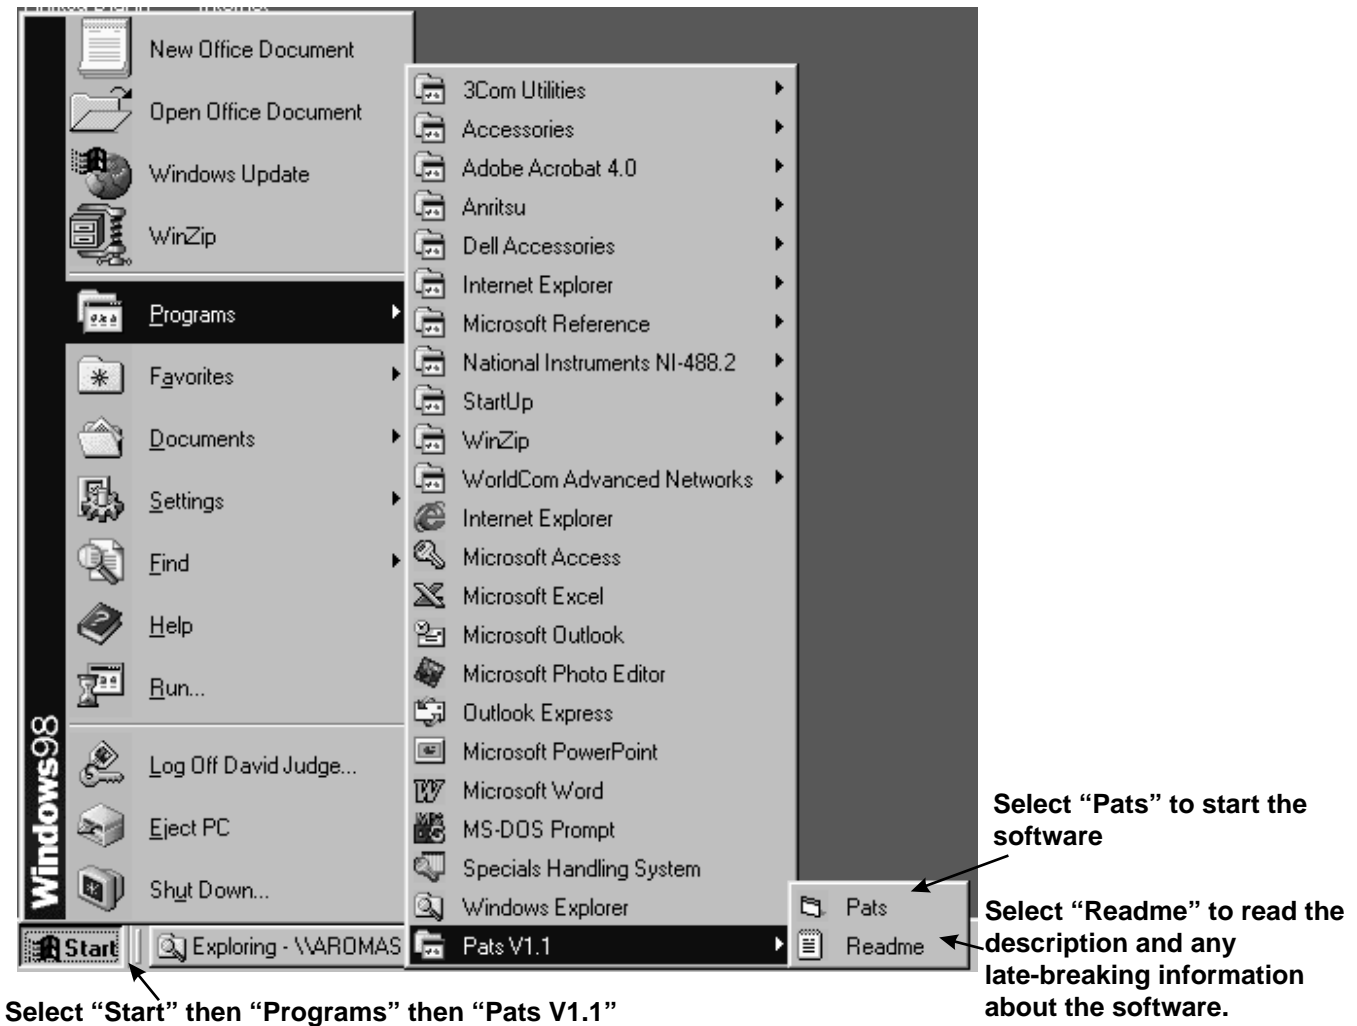 New Office Document
Open Office Document
Windows Update
WinZip
Programs
Favorites
Documents
Settings
Find
Help
Run...
Log Off David Judge...
Eject PC
Shut Down...
Windows98
Start
Exploring - \\AROMAS
3Com Utilities
Accessories
Adobe Acrobat 4.0
Anritsu
Dell Accessories
Internet Explorer
Microsoft Reference
National Instruments NI-488.2
StartUp
WinZip
WorldCom Advanced Networks
Internet Explorer
Microsoft Access
Microsoft Excel
Microsoft Outlook
Microsoft Photo Editor
Outlook Express
Microsoft PowerPoint
Microsoft Word
MS-DOS Prompt
Specials Handling System
Windows Explorer
Pats V1.1
Pats
Readme
Select “Pats” to start the
software
Select “Readme” to read the
description and any
late-breaking information
about the software.
Select “Start” then “Programs” then “Pats V1.1”